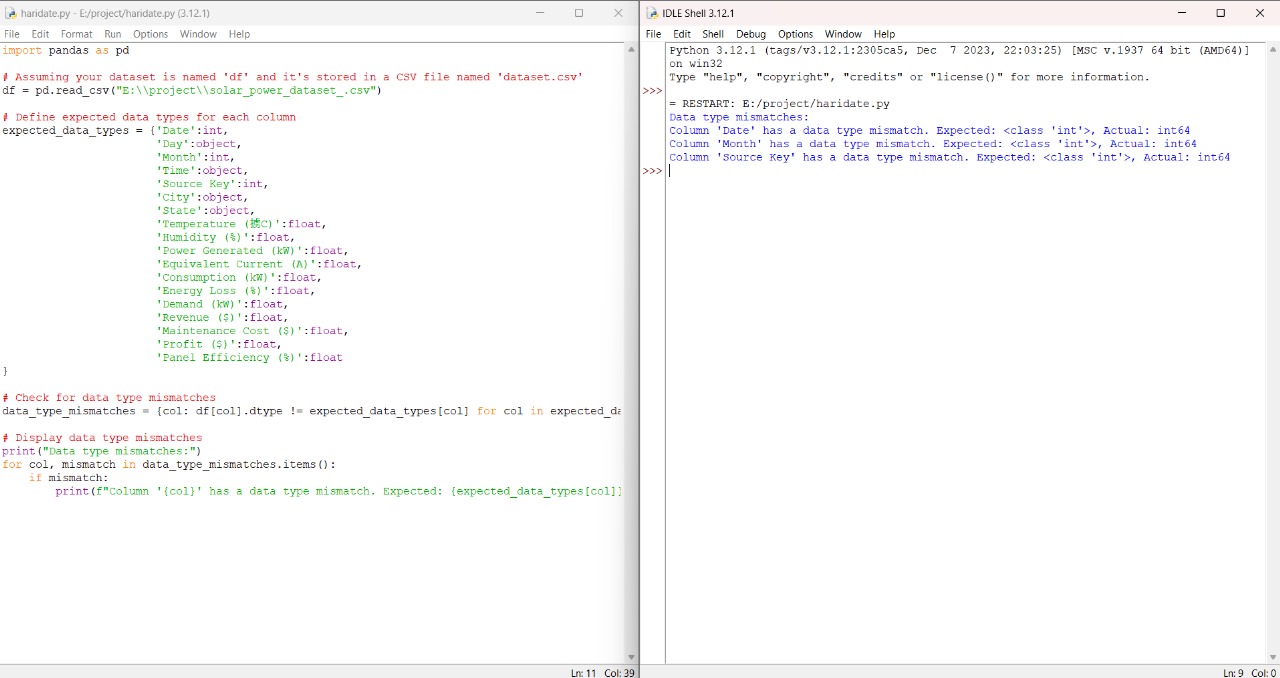 haridate.py - E:/project/haridate.py (3.12.1)
File Edit Format Run Options Window Help
import pandas as pd
# Assuming your dataset is named 'df' and it's stored in a CSV file named 'dataset.csv'
df = pd.read_csv("E:\\project\\solar_power_dataset_.csv")
# Define expected data types for each column
expected_data_types = {'Date':int,
'Day':object,
'Month':int,
'Time':object,
'Source Key':int,
'City':object,
'State':object,
'Temperature (C)':float,
'Humidity (%)':float,
'Power Generated (kW)':float,
'Equivalent Current (A)':float,
'Consumption (kW)':float,
'Energy Loss (%)':float,
'Demand (kW)':float,
'Revenue ($)':float,
'Maintenance Cost ($)':float,
'Profit ($)':float,
'Panel Efficiency (%)':float
}
# Check for data type mismatches
data_type_mismatches = {col: df[col].dtype != expected_data_types[col] for col in expected_da
# Display data type mismatches
print("Data type mismatches:")
for col, mismatch in data_type_mismatches.items():
if mismatch:
print(f"Column '{col}' has a data type mismatch. Expected: {expected_data_types[col]}
Ln: 11 Col: 39
IDLE Shell 3.12.1
File Edit Shell Debug Options Window Help
Python 3.12.1 (tags/v3.12.1:2305ca5, Dec 7 2023, 22:03:25) [MSC v.1937 64 bit (AMD64)]
on win32
Type "help", "copyright", "credits" or "license()" for more information.
>>>
= RESTART: E:/project/haridate.py
Data type mismatches:
Column 'Date' has a data type mismatch. Expected: <class 'int'>, Actual: int64
Column 'Month' has a data type mismatch. Expected: <class 'int'>, Actual: int64
Column 'Source Key' has a data type mismatch. Expected: <class 'int'>, Actual: int64
>>>
Ln: 9 Col: 0